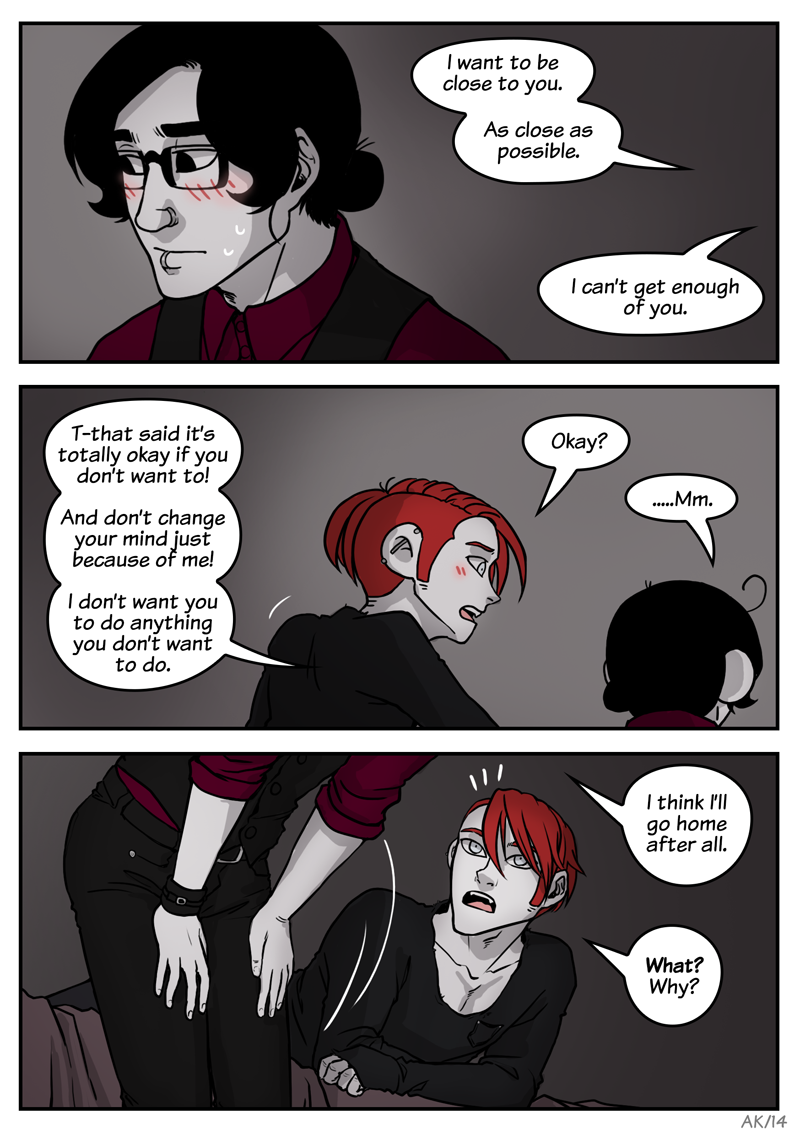 I want to be
close to you.
As close as
possible.
I can't get enough
of you.
T-that said it's
totally okay if you
don't want to!
And don't change
your mind just
because of me!
I don't want you
to do anything
you don't want
to do.
Okay?
.....Mm.
I think I'll
go home
after all.
What?
Why?
AK/14